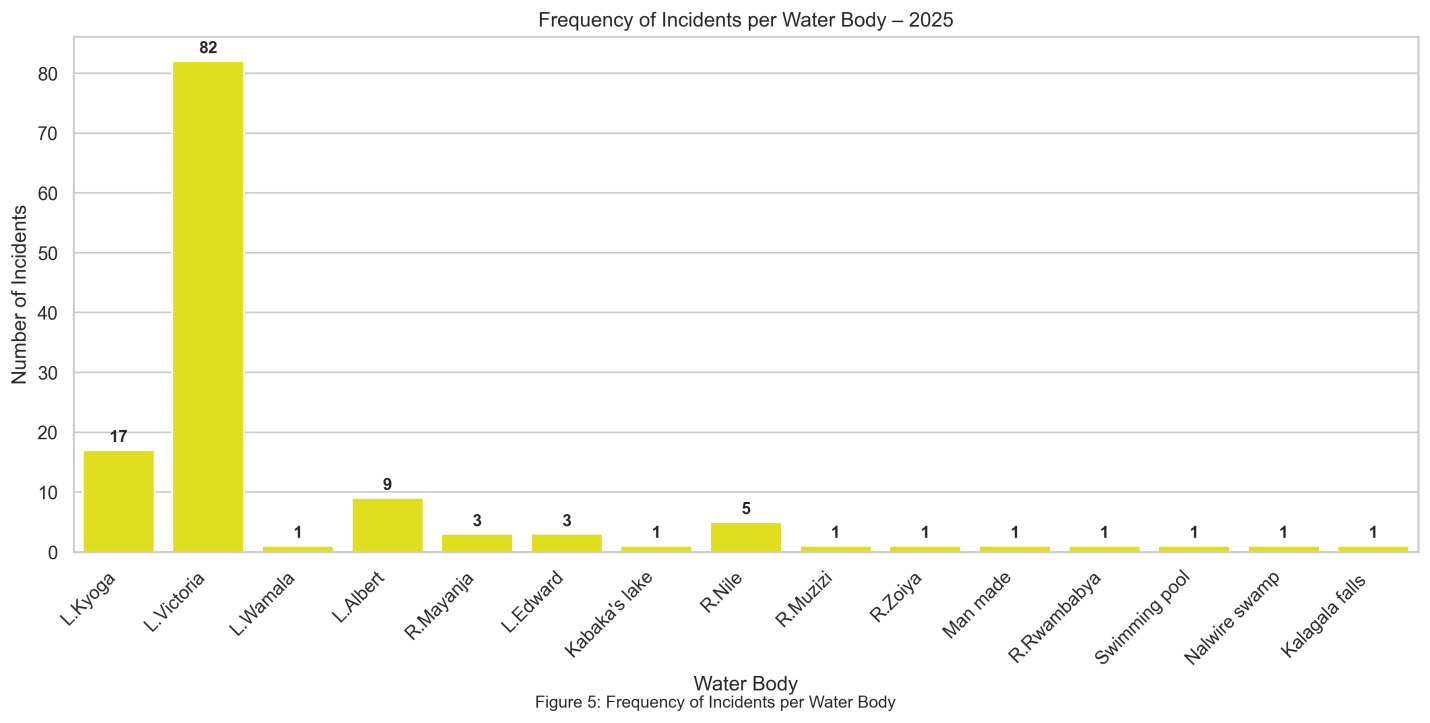 Frequency of Incidents per Water Body – 2025
Number of Incidents
80
70
60
50
40
30
20
10
0
17
82
1
9
3
3
1
5
1
1
1
1
1
1
1
L.Kyoga
L.Victoria
L.Wamala
L.Albert
R.Mayanja
L.Edward
Kabaka's lake
R.Nile
R.Muzizi
R.Zoiya
Man made
R.Rwambabya
Swimming pool
Nalwire swamp
Kalagala falls
Water Body
Figure 5: Frequency of Incidents per Water Body